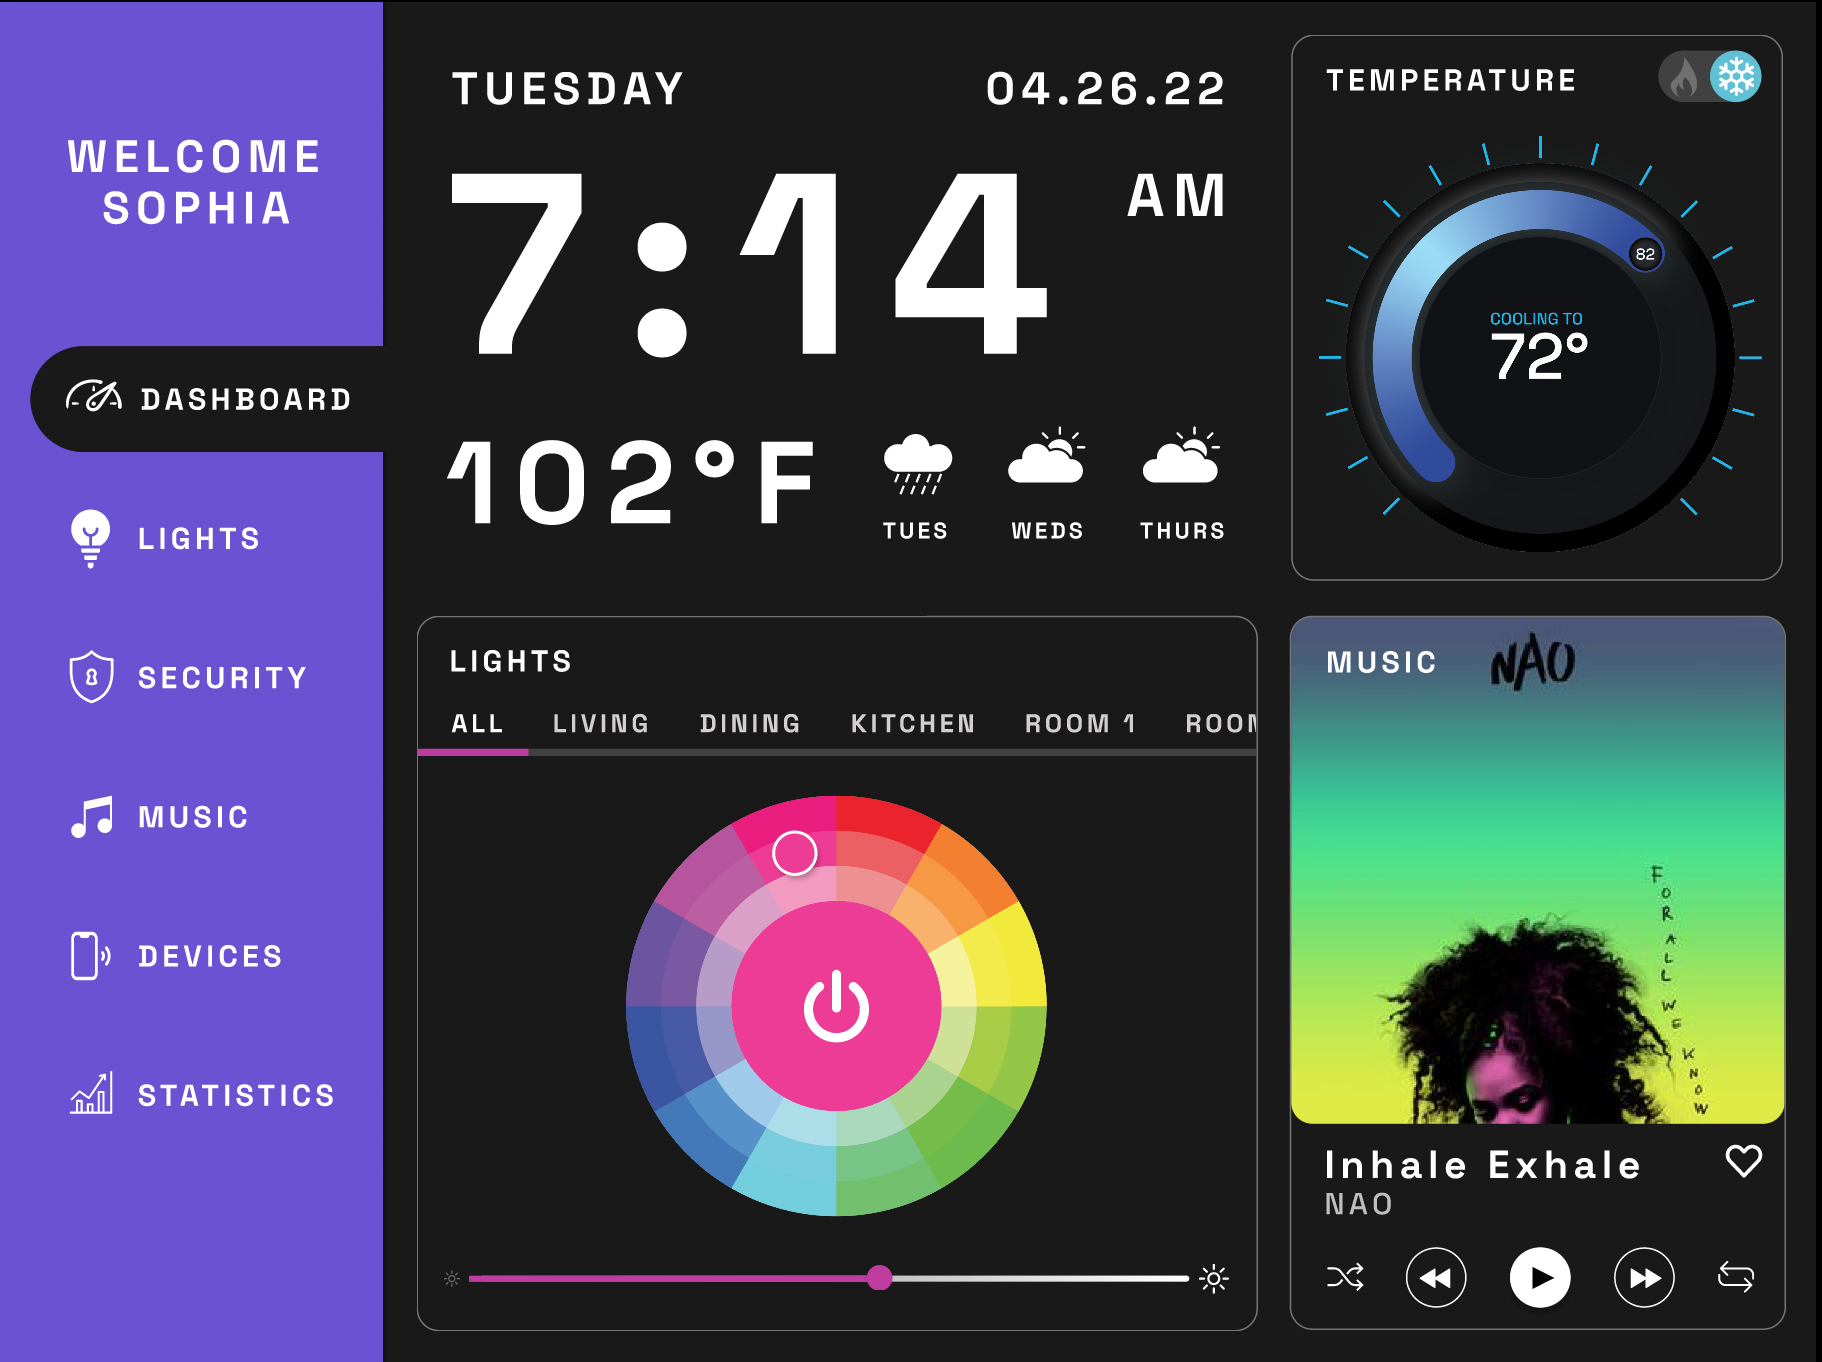 WELCOME
SOPHIA
DASHBOARD
LIGHTS
SECURITY
MUSIC
DEVICES
STATISTICS
TUESDAY 04.26.22
7:14 AM
102°F
TUES WEDS THURS
TEMPERATURE
82
COOLING TO
72°
LIGHTS
ALL LIVING DINING KITCHEN ROOM 1 ROOM
MUSIC NAO
FOR ALL WE KNOW
Inhale Exhale
NAO